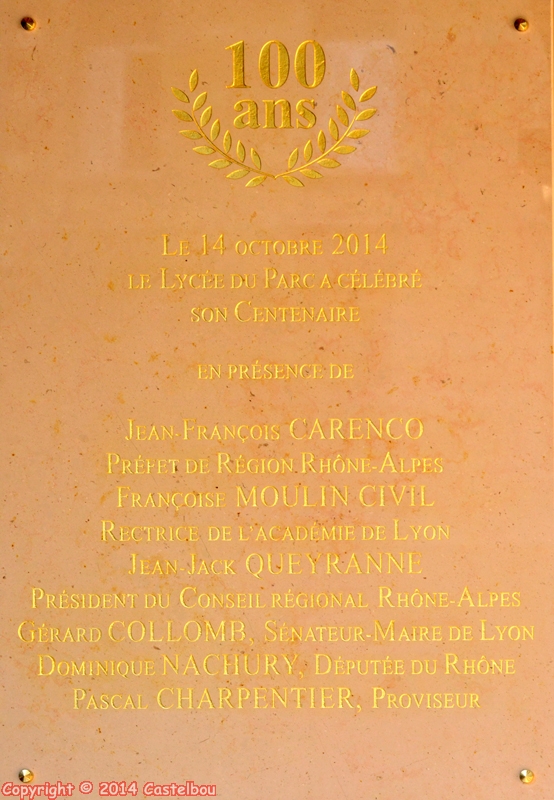 100
ans
Le 14 octobre 2014
le Lycée du Parc a célébré
son Centenaire
en présence de
Jean-François CARENCO
Préfet de Région Rhône-Alpes
Françoise MOULIN CIVIL
Rectrice de l'académie de Lyon
Jean-Jack QUEYRANNE
Président du Conseil régional Rhône-Alpes
Gérard COLLOMB, Sénateur-Maire de Lyon
Dominique NACHURY, Députée du Rhône
Pascal CHARPENTIER, Proviseur
Copyright © 2014 Castelbou